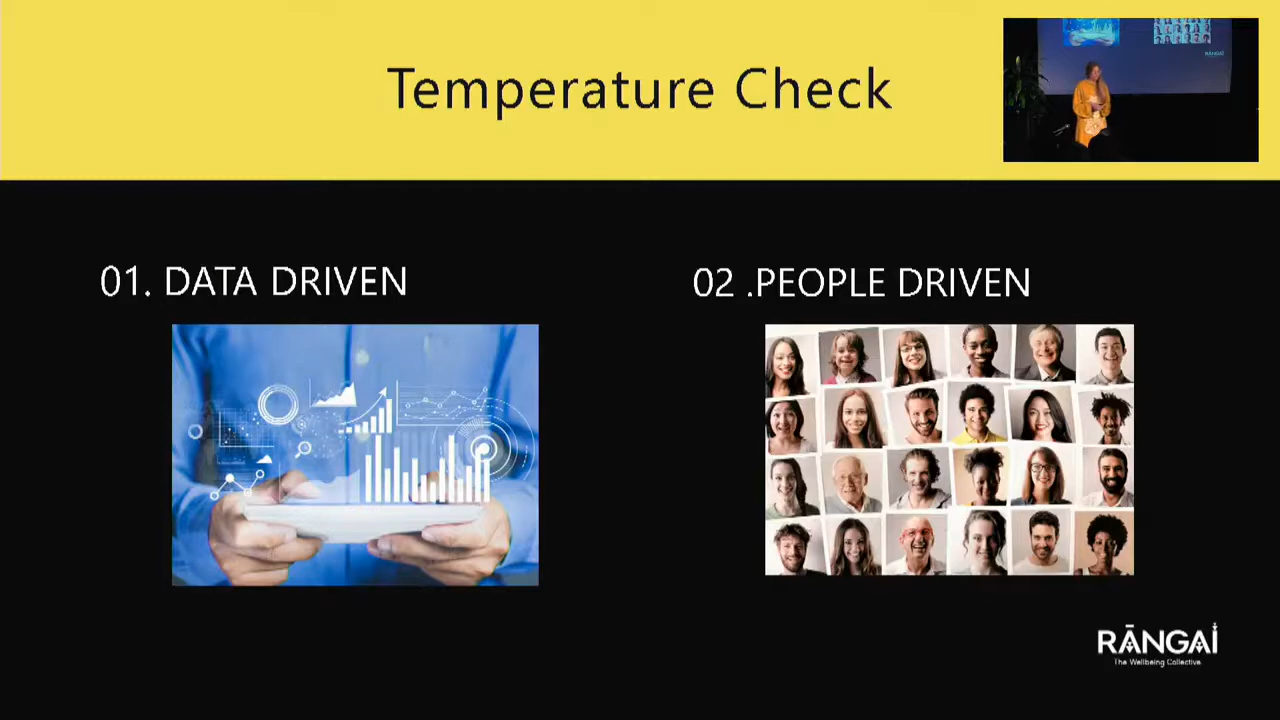 Temperature Check
01. DATA DRIVEN
02 .PEOPLE DRIVEN
RĀNGAI
The Wellbeing Collective